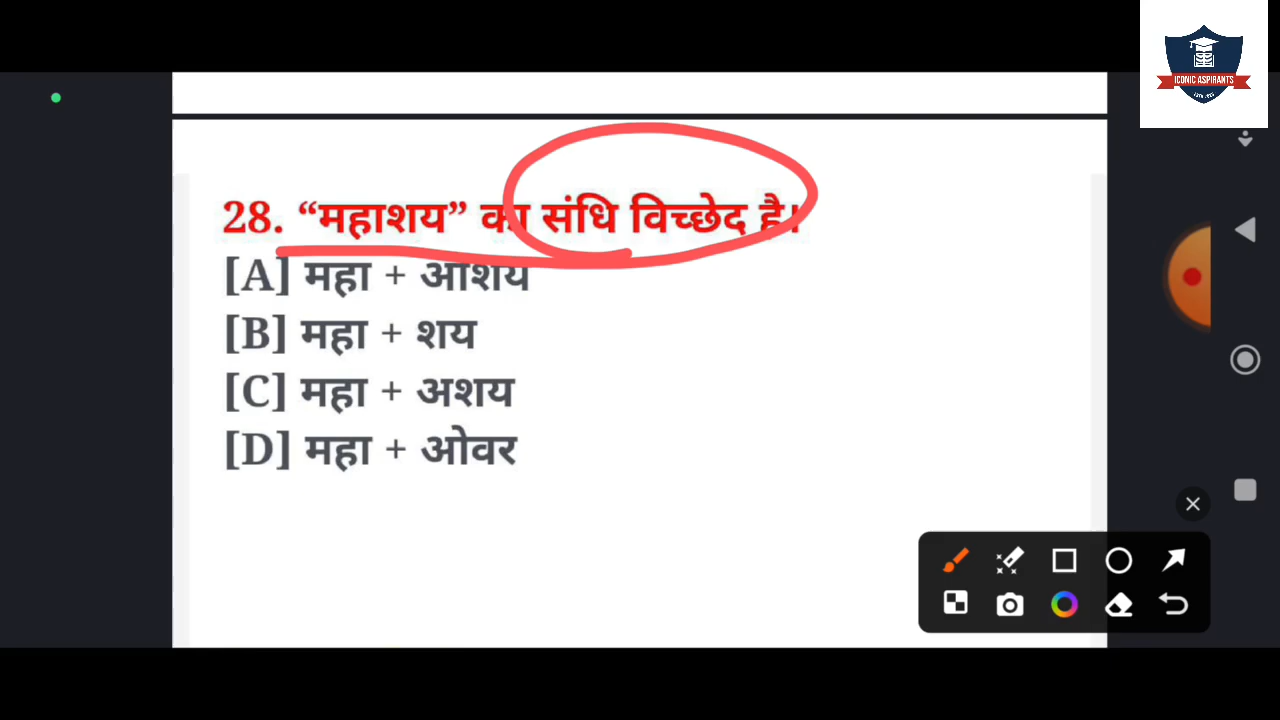 ICONIC ASPIRANTS
28. “महाशय” का संधि विच्छेद है।
[A] महा + आशय
[B] महा + शय
[C] महा + अशय
[D] महा + ओवर